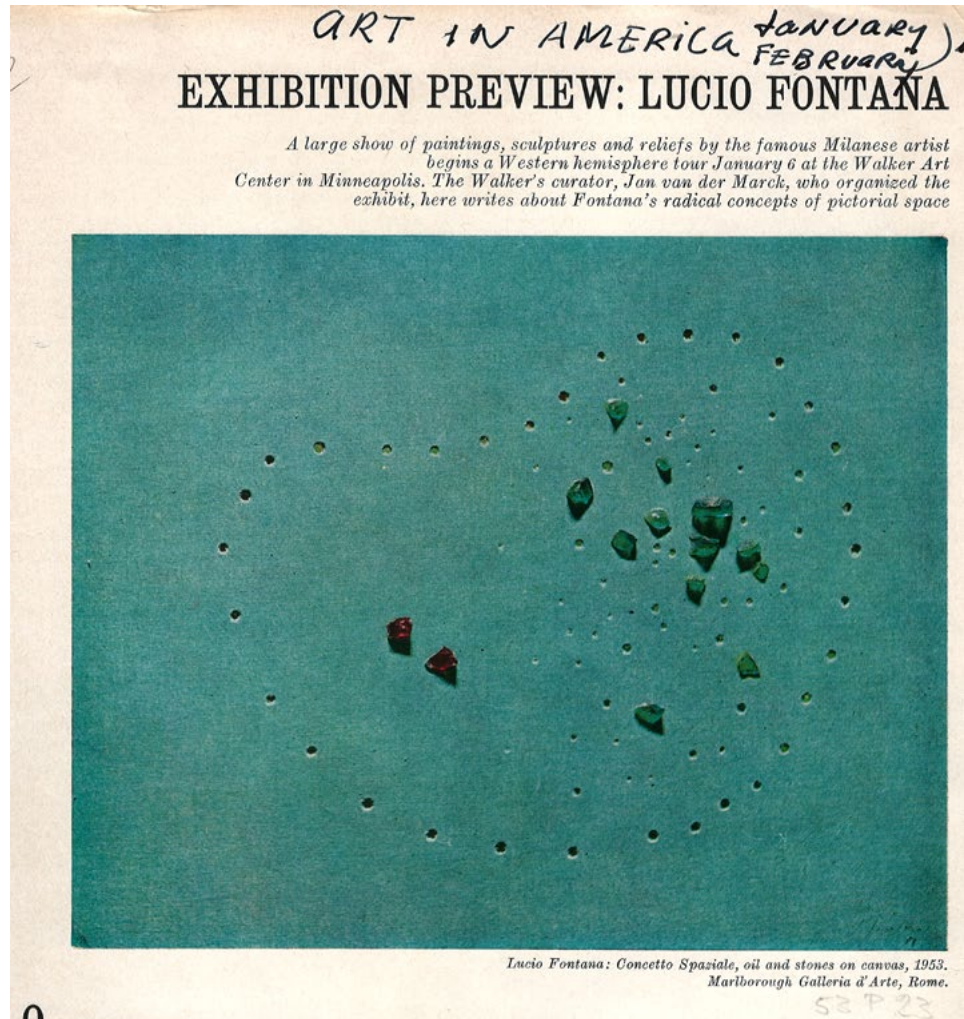 ART IN AMERICA JANUARY
FEBRUARY
EXHIBITION PREVIEW: LUCIO FONTANA
A large show of paintings, sculptures and reliefs by the famous Milanese artist
begins a Western hemisphere tour January 6 at the Walker Art
Center in Minneapolis. The Walker's curator, Jan van der Marck, who organized the
exhibit, here writes about Fontana's radical concepts of pictorial space
Lucio Fontana: Concetto Spaziale, oil and stones on canvas, 1953.
Marlborough Galleria d'Arte, Rome.
53 P 23